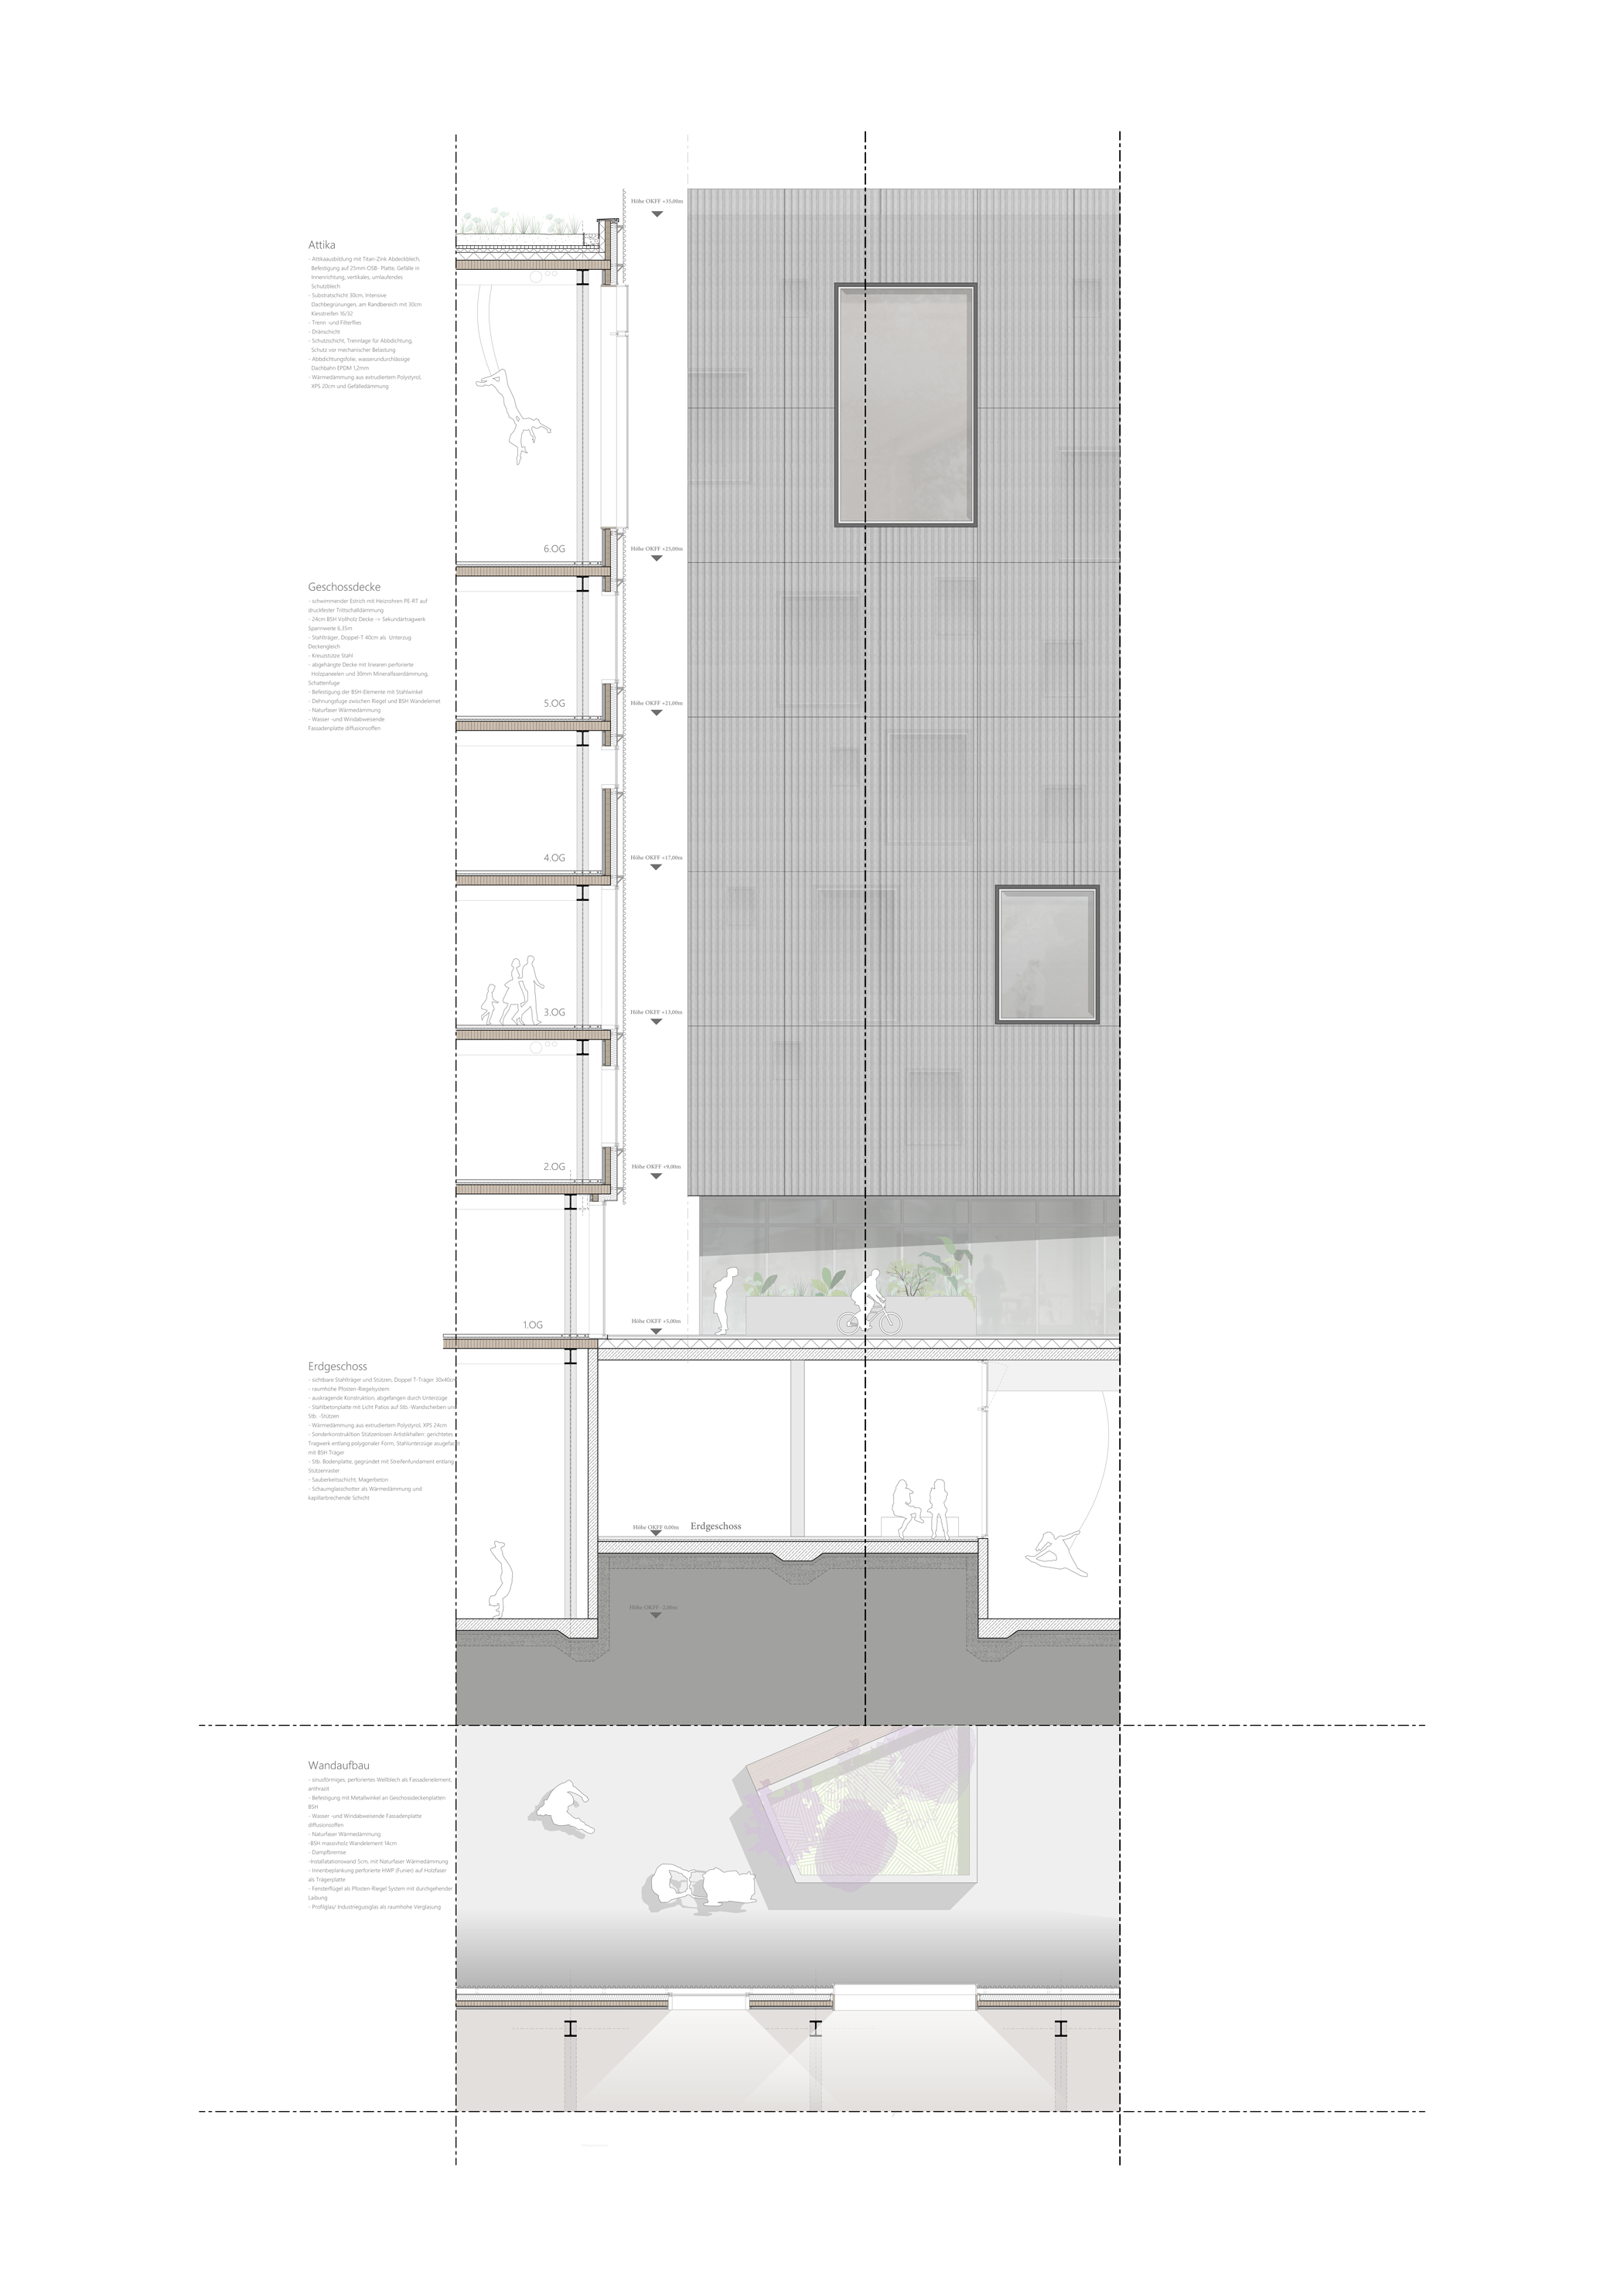 Attika
- Attikaausbildung mit Titan-Zink Abdeckblech,
Befestigung auf 25mm OSB- Platte, Gefälle in
Innenrichtung, vertikales, umlaufendes
Schutzblech
- Substratschicht 30cm, Intensive
Dachbegrünungen, am Randbereich mit 30cm
Kiesstreifen 16/32
- Trenn -und Filterflies
- Dränschicht
- Schutzschicht, Trennlage für Abbdichtung,
Schutz vor mechanischer Belastung
- Abbdichtungsfolie, wasserundurchlässige
Dachbahn EPDM 1,2mm
- Wärmedämmung aus extrudiertem Polystyrol,
XPS 20cm und Gefälledämmung
Höhe OKFF +35,00m
6.OG
Höhe OKFF +25,00m
Geschossdecke
- schwimmender Estrich mit Heizrohren PE-RT auf
druckfester Trittschalldämmung
- 24cm BSH Vollholz Decke -> Sekundärtragwerk
Spannweite 6.35m
- Stahlträger, Doppel-T 40cm als Unterzug
Deckengleich
- Kreuzstütze Stahl
- abgehängte Decke mit linearen perforierte
Holzpaneelen und 30mm Mineralfaserdämmung,
Schattenfuge
- Befestigung der BSH-Elemente mit Stahlwinkel
- Dehnungsfuge zwischen Riegel und BSH Wandelemet
- Naturfaser Wärmedämmung
- Wasser -und Windabweisende
Fassadenplatte diffusionsoffen
5.OG
Höhe OKFF +21,00m
4.OG
Höhe OKFF +17,00m
3.OG
Höhe OKFF +13,00m
2.OG
Höhe OKFF +9,00m
1.OG
Höhe OKFF +5,00m
Erdgeschoss
- sichtbare Stahlträger und Stützen, Doppel T-Träger 30x40cm
- raumhohe Pfosten-Riegelsystem
- auskragende Konstruktion, abgefangen durch Unterzüge
- Stahlbetonplatte mit Licht Patios auf Stb.-Wandscheiben und
Stb. -Stützen
- Wärmedämmung aus extrudiertem Polystyrol, XPS 24cm
- Sonderkonstruktion Stützenlosen Artistikhallen: gerichtetes
Tragwerk entlang polygonaler Form, Stahlunterzüge ausgefacht
mit BSH Träger
- Stb. Bodenplatte, gegründet mit Streifenfundament entlang
Stützenraster
- Sauberkeitsschicht, Magerbeton
- Schaumglasschotter als Wärmedämmung und
kapillarbrechende Schicht
Höhe OKFF 0,00m
Erdgeschoss
Höhe OKFF -2,00m
Wandaufbau
- sinusförmiges, perforiertes Wellblech als Fassadenelement,
anthrazit
- Befestigung mit Metallwinkel an Geschossdeckenplatten
BSH
- Wasser -und Windabweisende Fassadenplatte
diffusionsoffen
- Naturfaser Wärmedämmung
-BSH massivholz Wandelement 14cm
- Dampfbremse
-Installationswand 5cm, mit Naturfaser Wärmedämmung
- Innenbeplankung perforierte HWP (Furier) auf Holzfaser
als Trägerplatte
- Fensterflügel als Pfosten-Riegel System mit durchgehender
Laibung
- Profilglas/ Industrieguusglas als raumhohe Verglasung